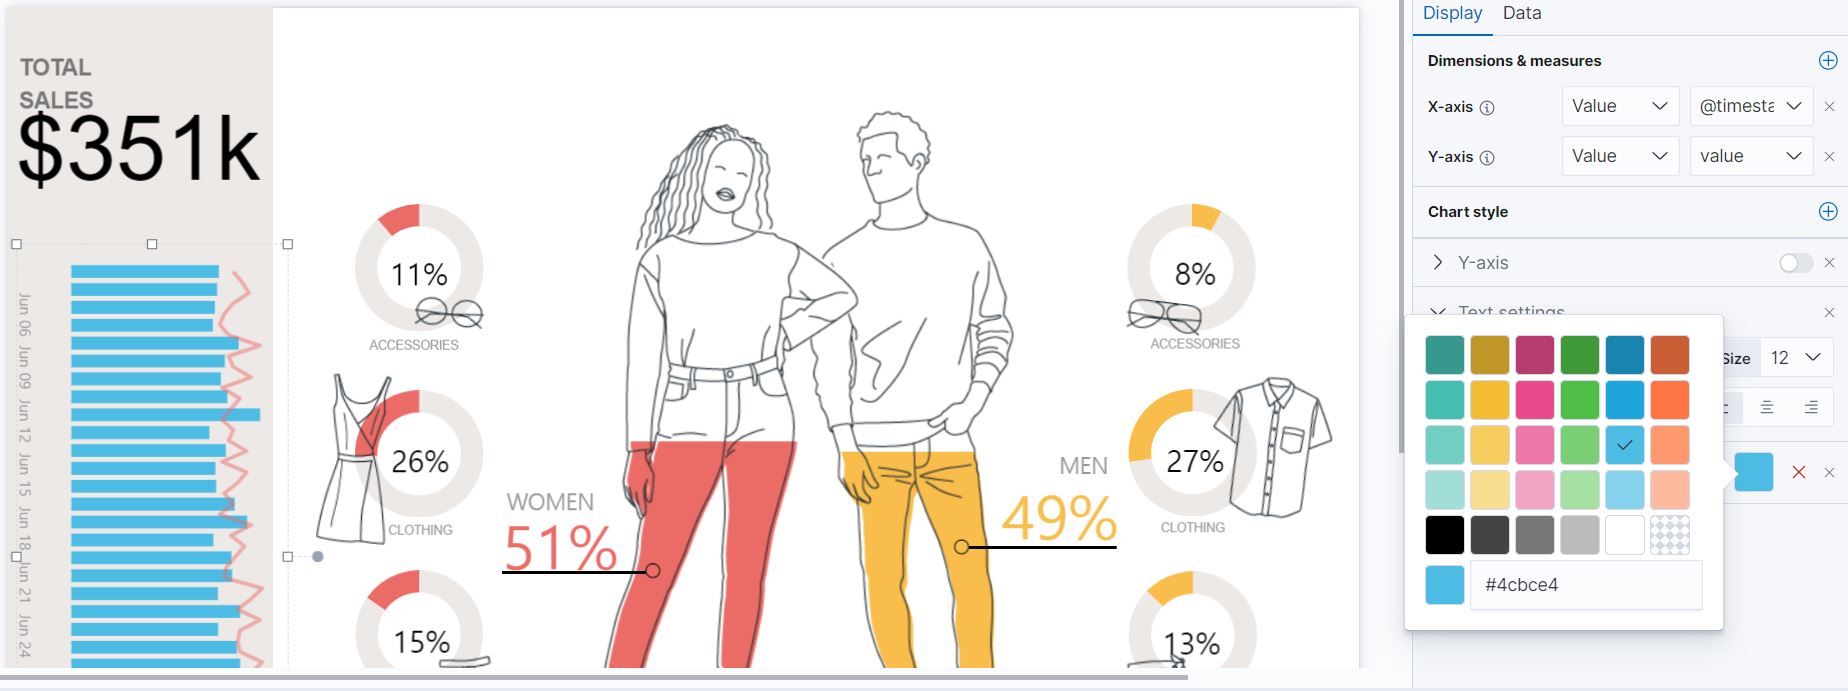 TOTAL
SALES
$351k
Jun 06
Jun 09
Jun 12
Jun 15
Jun 18
Jun 21
Jun 24
11%
ACCESSORIES
26%
CLOTHING
15%
WOMEN
51%
MEN
49%
8%
ACCESSORIES
27%
CLOTHING
13%
Display Data
Dimensions & measures
X-axis Value @timesta
Y-axis Value value
Chart style
Y-axis
Text settings
Size 12
#4cbce4